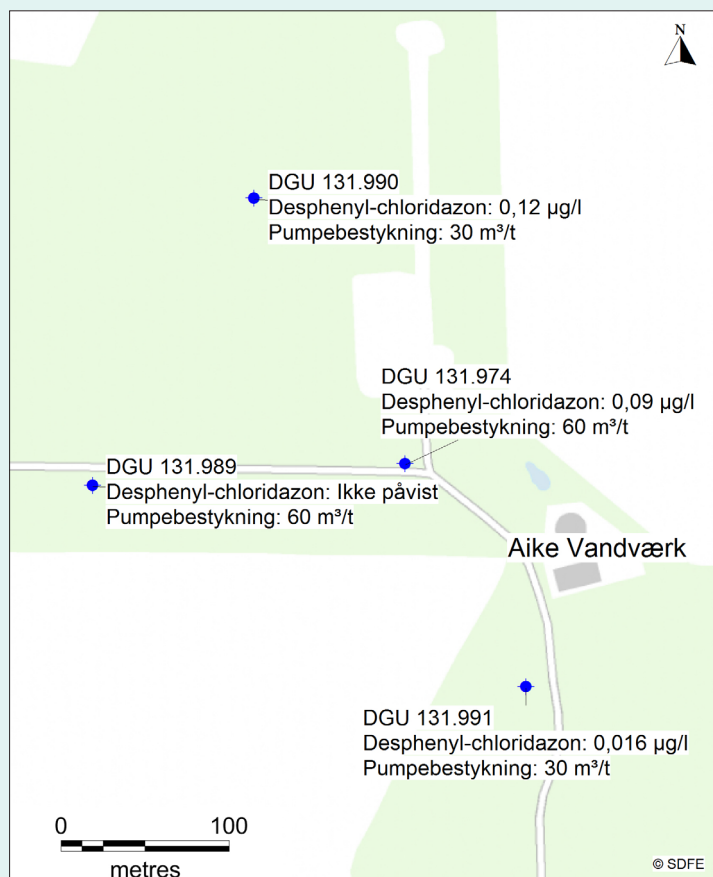 N
DGU 131.990
Desphenyl-chloridazon: 0,12 µg/l
Pumpebestykning: 30 m³/t
DGU 131.974
Desphenyl-chloridazon: 0,09 µg/l
Pumpebestykning: 60 m³/t
DGU 131.989
Desphenyl-chloridazon: Ikke påvist
Pumpebestykning: 60 m³/t
Aike Vandværk
DGU 131.991
Desphenyl-chloridazon: 0,016 µg/l
Pumpebestykning: 30 m³/t
0 100
metres
© SDFE